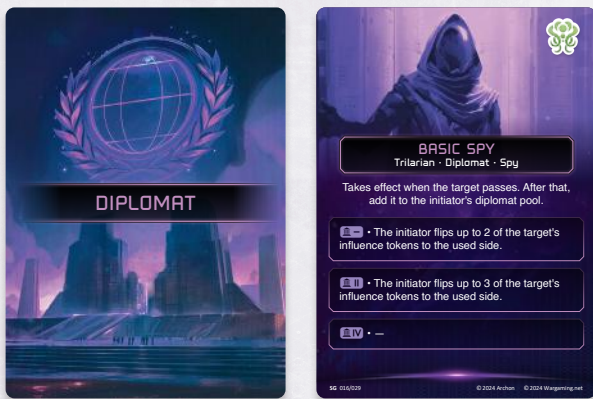 DIPLOMAT
BASIC SPY
Trilarian · Diplomat · Spy
Takes effect when the target passes. After that,
add it to the initiator's diplomat pool.
– • The initiator flips up to 2 of the target's
influence tokens to the used side.
II • The initiator flips up to 3 of the target's
influence tokens to the used side.
IV • —
SG 016/029 © 2024 Archon © 2024 Wargaming.net